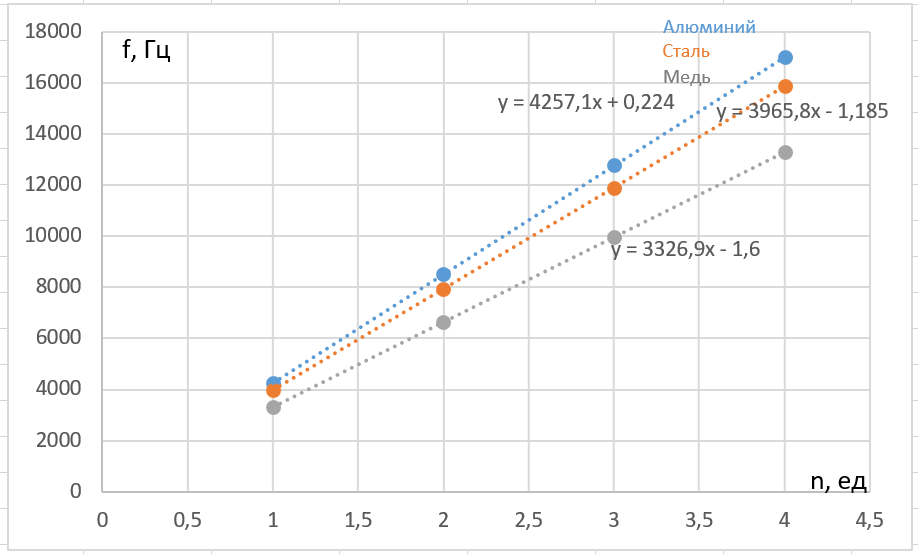 f, Гц
Алюминий
Сталь
Медь
y = 4257,1x + 0,224
y = 3965,8x - 1,185
y = 3326,9x - 1,6
18000
16000
14000
12000
10000
8000
6000
4000
2000
0
n, ед
0 0,5 1 1,5 2 2,5 3 3,5 4 4,5